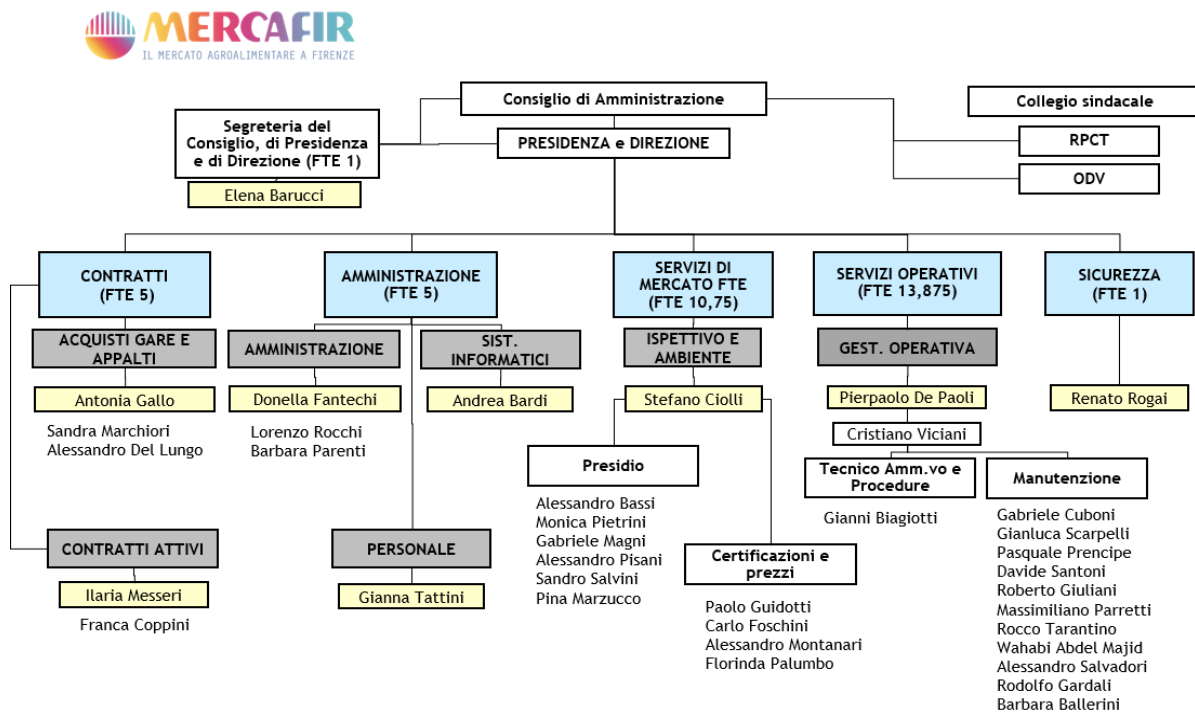 MERCAFIR
IL MERCATO AGROALIMENTARE A FIRENZE
Consiglio di Amministrazione
Collegio sindacale
Segreteria del
Consiglio, di Presidenza
e di Direzione (FTE 1)
PRESIDENZA e DIREZIONE
RPCT
ODV
Elena Barucci
CONTRATTI
(FTE 5)
AMMINISTRAZIONE
(FTE 5)
SERVIZI DI
MERCATO FTE
(FTE 10,75)
SERVIZI OPERATIVI
(FTE 13,875)
SICUREZZA
(FTE 1)
ACQUISTI GARE E
APPALTI
AMMINISTRAZIONE
SIST.
INFORMATICI
ISPETTIVO E
AMBIENTE
GEST. OPERATIVA
Antonia Gallo
Donella Fantechi
Andrea Bardi
Stefano Ciolli
Pierpaolo De Paoli
Renato Rogai
Sandra Marchiori
Alessandro Del Lungo
Lorenzo Rocchi
Barbara Parenti
Cristiano Viciani
Presidio
Tecnico Amm.vo e
Procedure
Manutenzione
Alessandro Bassi
Monica Pietrini
Gabriele Magni
Alessandro Pisani
Sandro Salvini
Pina Marzucco
Gianni Biagiotti
Gabriele Cuboni
Gianluca Scarpelli
Pasquale Prencipe
Davide Santoni
Roberto Giuliani
Massimiliano Parretti
Rocco Tarantino
Wahabi Abdel Majid
Alessandro Salvadori
Rodolfo Gardali
Barbara Ballerini
CONTRATTI ATTIVI
PERSONALE
Certificazioni e
prezzi
Ilaria Messeri
Gianna Tattini
Franca Coppini
Paolo Guidotti
Carlo Foschini
Alessandro Montanari
Florinda Palumbo